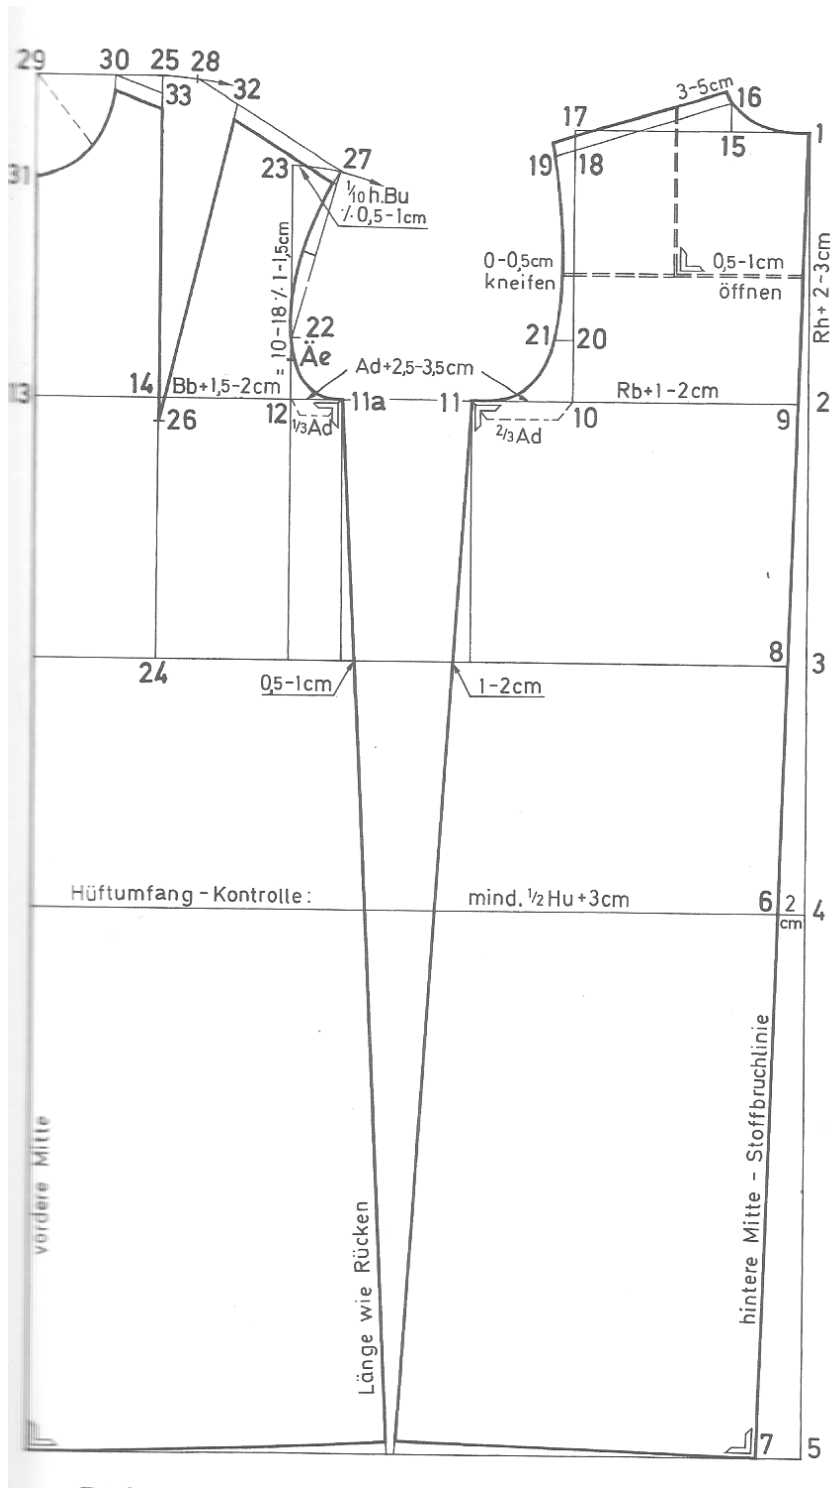 29 30 25 28
33 32
3-5cm
16
17
1
15
31
23 27
19 18
1/10 h.Bu
·/. 0,5-1cm
= 10-18 ·/. 1-1,5cm
0-0,5cm
kneifen
0,5-1cm
öffnen
Rh+ 2-3cm
22
Äe
21 20
Ad+2,5-3,5cm
13
14
Bb+1,5-2cm
11a
11
Rb+1-2cm
2
26
12
1/3Ad
2/3 Ad
10
9
24
8
3
0,5-1cm
1-2cm
Hüftumfang-Kontrolle:
mind. 1/2Hu+3cm
6
2
cm
4
vordere Mitte
Länge wie Rücken
hintere Mitte - Stoffbruchlinie
7
5